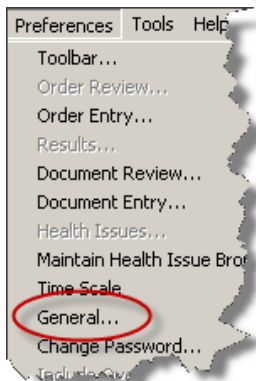 Preferences Tools Help
Toolbar...
Order Review...
Order Entry...
Results...
Document Review...
Document Entry...
Health Issues...
Maintain Health Issue
Time Scale
General...
Change Password...